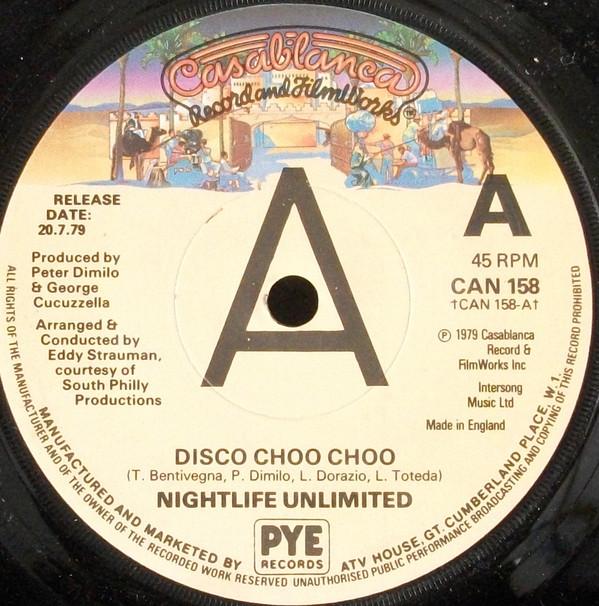 Casablanca
Record and FilmWorks™
RELEASE
DATE:
20.7.79
Produced by
Peter Dimilo
& George
Cucuzzella
Arranged &
Conducted by
Eddy Strauman,
courtesy of
South Philly
Productions
A
A
45 RPM
CAN 158
†CAN 158-A†
Ⓟ 1979 Casablanca
Record &
FilmWorks Inc
Intersong
Music Ltd
Made in England
DISCO CHOO CHOO
(T. Bentivegna, P. Dimilo, L. Dorazio, L. Toteda)
NIGHTLIFE UNLIMITED
PYE
RECORDS
MANUFACTURED AND MARKETED BY ATV HOUSE, GT. CUMBERLAND PLACE, W.1.
ALL RIGHTS OF THE MANUFACTURER AND OF THE OWNER OF THE RECORDED WORK RESERVED UNAUTHORISED PUBLIC PERFORMANCE BROADCASTING AND COPYING OF THIS RECORD PROHIBITED